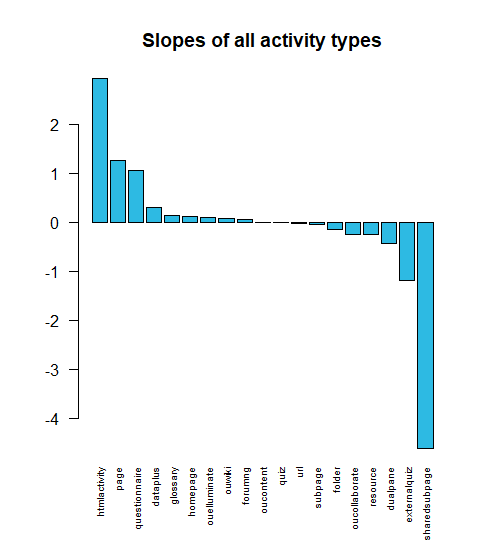 Slopes of all activity types
2
1
0
-1
-2
-3
-4
htmlactivity
page
questionnaire
dataplus
glossary
homepage
ouelluminate
ouwiki
forumng
oucontent
quiz
url
subpage
folder
oucollaborate
resource
dualpane
externalquiz
sharedsubpage